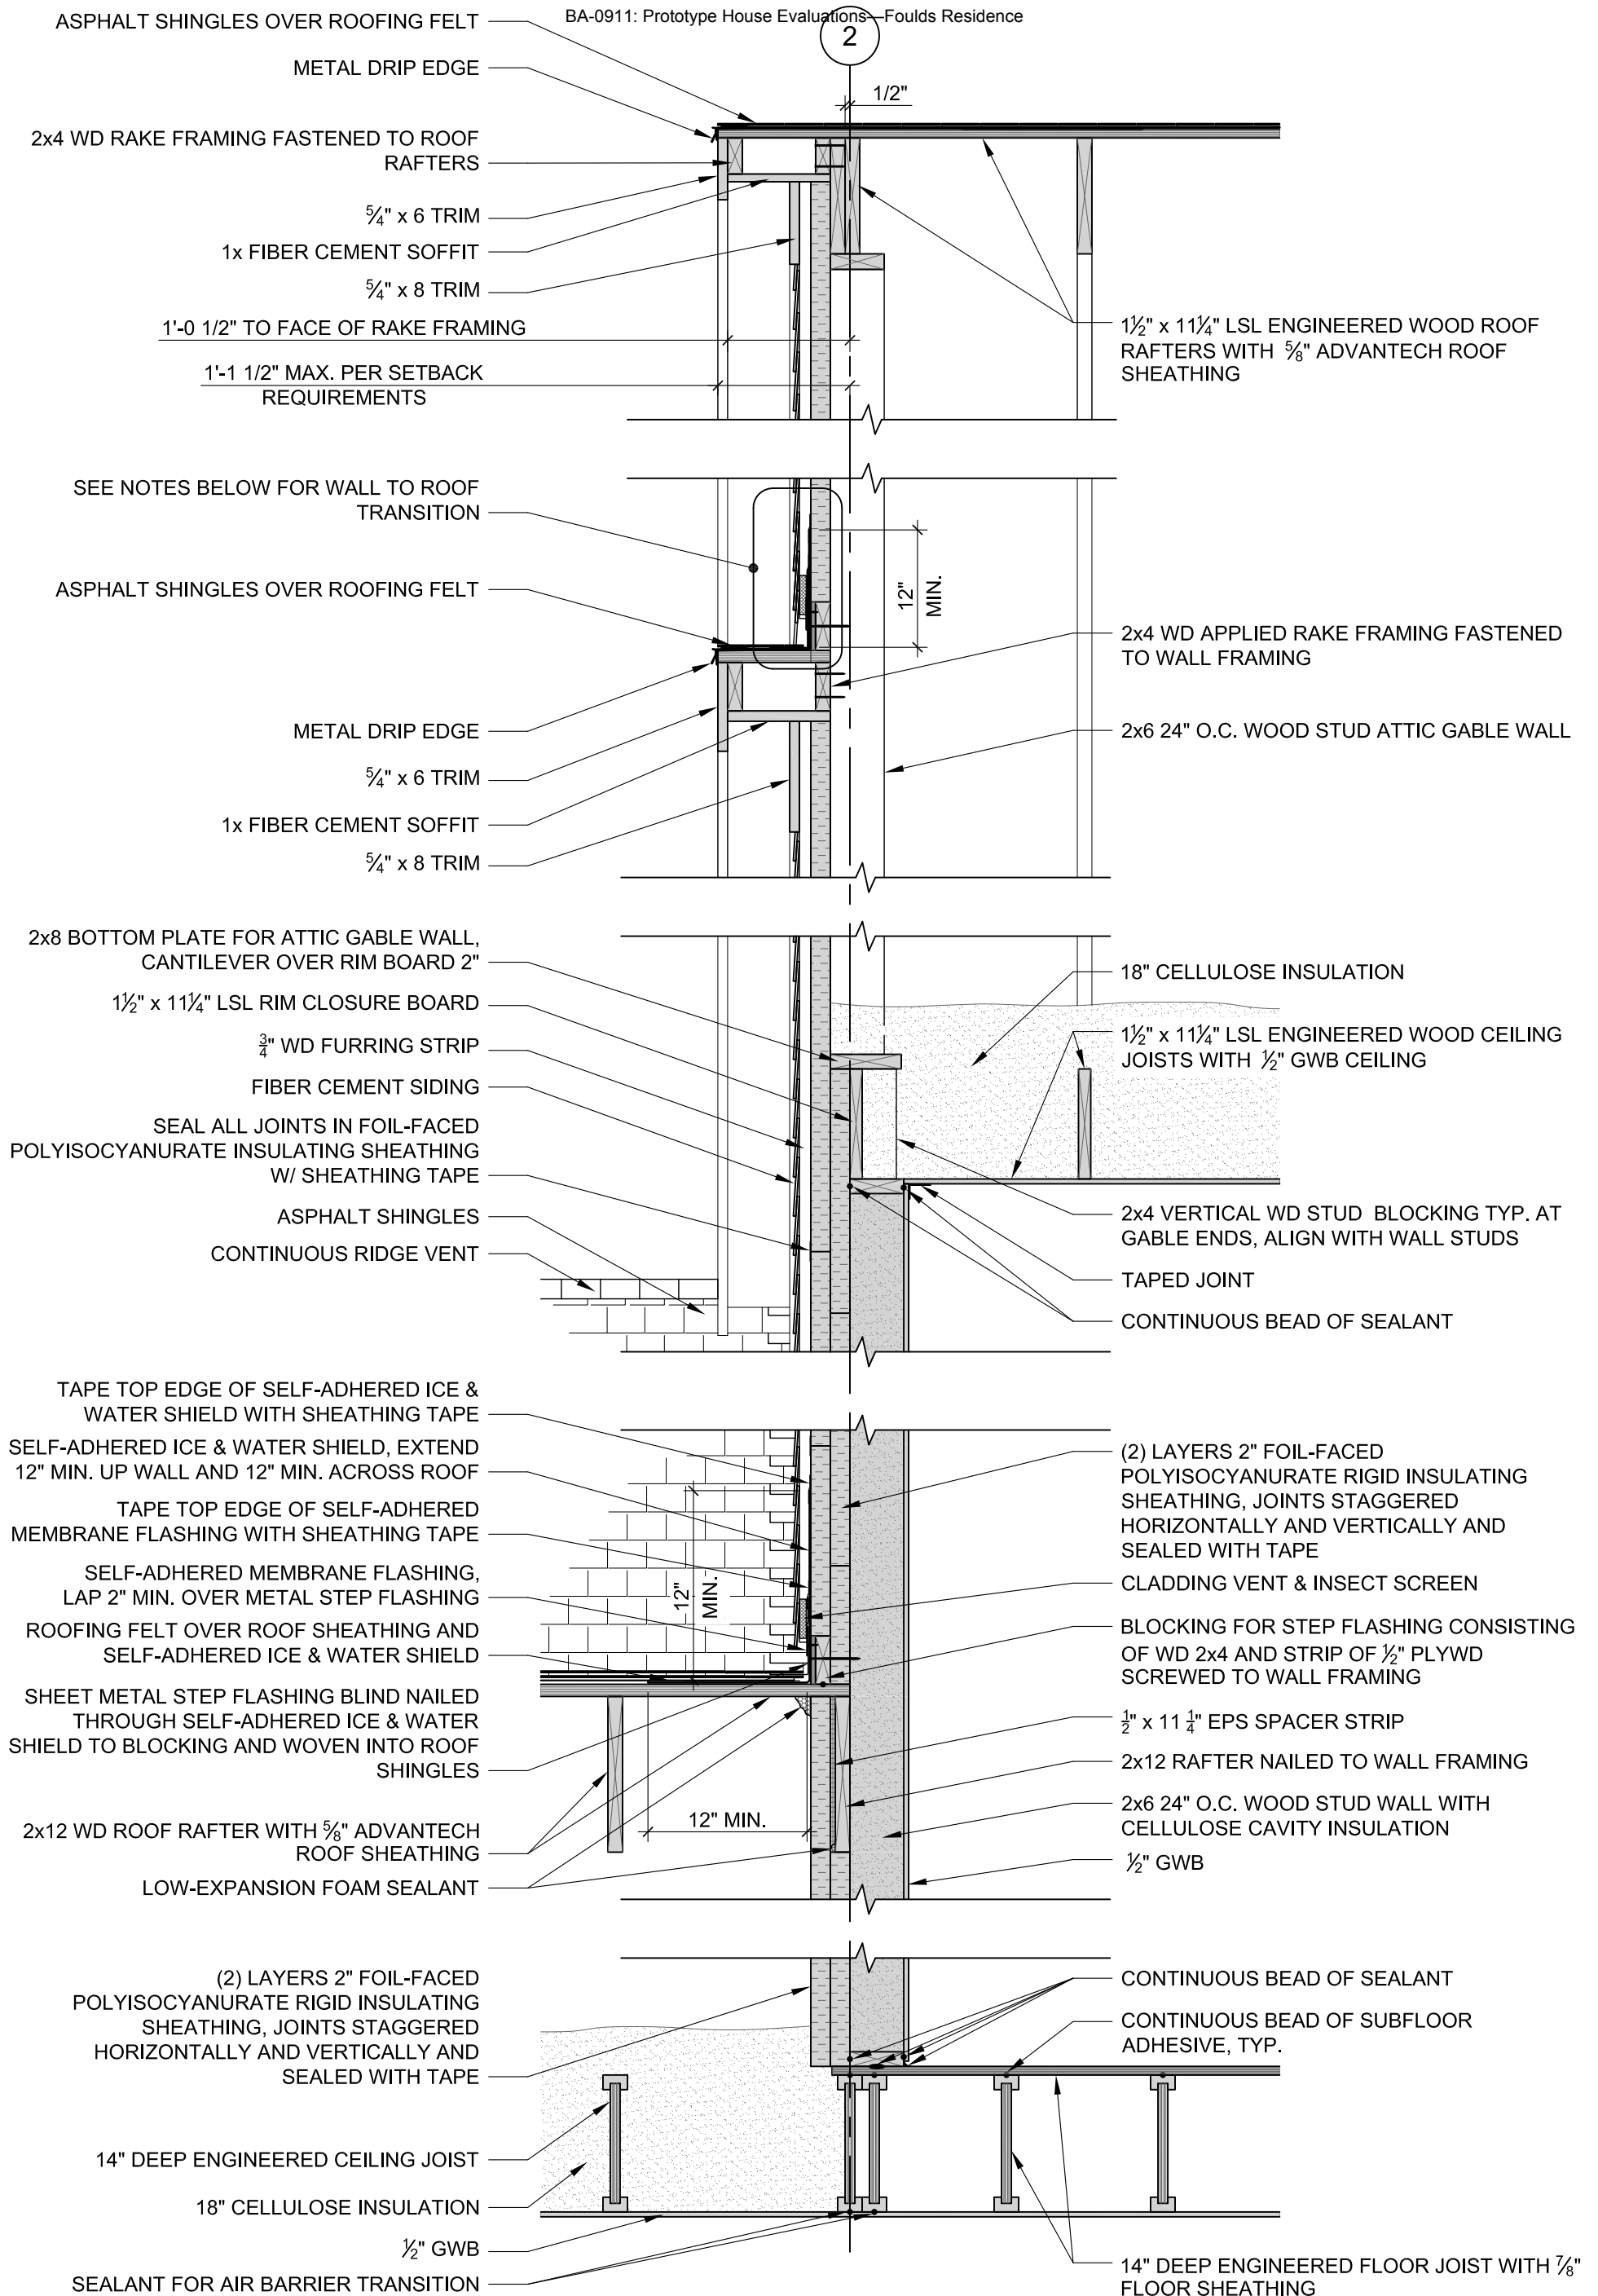 BA-0911: Prototype House Evaluations—Foulds Residence
2
1/2"
ASPHALT SHINGLES OVER ROOFING FELT
METAL DRIP EDGE
2x4 WD RAKE FRAMING FASTENED TO ROOF
RAFTERS
5/4" x 6 TRIM
1x FIBER CEMENT SOFFIT
5/4" x 8 TRIM
1'-0 1/2" TO FACE OF RAKE FRAMING
1'-1 1/2" MAX. PER SETBACK
REQUIREMENTS
1½" x 11¼" LSL ENGINEERED WOOD ROOF
RAFTERS WITH ⅝" ADVANTECH ROOF
SHEATHING
SEE NOTES BELOW FOR WALL TO ROOF
TRANSITION
ASPHALT SHINGLES OVER ROOFING FELT
12"
MIN.
2x4 WD APPLIED RAKE FRAMING FASTENED
TO WALL FRAMING
METAL DRIP EDGE
2x6 24" O.C. WOOD STUD ATTIC GABLE WALL
5/4" x 6 TRIM
1x FIBER CEMENT SOFFIT
5/4" x 8 TRIM
2x8 BOTTOM PLATE FOR ATTIC GABLE WALL,
CANTILEVER OVER RIM BOARD 2"
1½" x 11¼" LSL RIM CLOSURE BOARD
¾" WD FURRING STRIP
FIBER CEMENT SIDING
SEAL ALL JOINTS IN FOIL-FACED
POLYISOCYANURATE INSULATING SHEATHING
W/ SHEATHING TAPE
ASPHALT SHINGLES
CONTINUOUS RIDGE VENT
18" CELLULOSE INSULATION
1½" x 11¼" LSL ENGINEERED WOOD CEILING
JOISTS WITH ½" GWB CEILING
2x4 VERTICAL WD STUD BLOCKING TYP. AT
GABLE ENDS, ALIGN WITH WALL STUDS
TAPED JOINT
CONTINUOUS BEAD OF SEALANT
TAPE TOP EDGE OF SELF-ADHERED ICE &
WATER SHIELD WITH SHEATHING TAPE
SELF-ADHERED ICE & WATER SHIELD, EXTEND
12" MIN. UP WALL AND 12" MIN. ACROSS ROOF
TAPE TOP EDGE OF SELF-ADHERED
MEMBRANE FLASHING WITH SHEATHING TAPE
SELF-ADHERED MEMBRANE FLASHING,
LAP 2" MIN. OVER METAL STEP FLASHING
ROOFING FELT OVER ROOF SHEATHING AND
SELF-ADHERED ICE & WATER SHIELD
SHEET METAL STEP FLASHING BLIND NAILED
THROUGH SELF-ADHERED ICE & WATER
SHIELD TO BLOCKING AND WOVEN INTO ROOF
SHINGLES
2x12 WD ROOF RAFTER WITH ⅝" ADVANTECH
ROOF SHEATHING
LOW-EXPANSION FOAM SEALANT
12"
MIN.
12" MIN.
(2) LAYERS 2" FOIL-FACED
POLYISOCYANURATE RIGID INSULATING
SHEATHING, JOINTS STAGGERED
HORIZONTALLY AND VERTICALLY AND
SEALED WITH TAPE
CLADDING VENT & INSECT SCREEN
BLOCKING FOR STEP FLASHING CONSISTING
OF WD 2x4 AND STRIP OF ½" PLYWD
SCREWED TO WALL FRAMING
½" x 11 ¼" EPS SPACER STRIP
2x12 RAFTER NAILED TO WALL FRAMING
2x6 24" O.C. WOOD STUD WALL WITH
CELLULOSE CAVITY INSULATION
½" GWB
(2) LAYERS 2" FOIL-FACED
POLYISOCYANURATE RIGID INSULATING
SHEATHING, JOINTS STAGGERED
HORIZONTALLY AND VERTICALLY AND
SEALED WITH TAPE
14" DEEP ENGINEERED CEILING JOIST
18" CELLULOSE INSULATION
½" GWB
SEALANT FOR AIR BARRIER TRANSITION
CONTINUOUS BEAD OF SEALANT
CONTINUOUS BEAD OF SUBFLOOR
ADHESIVE, TYP.
14" DEEP ENGINEERED FLOOR JOIST WITH ⅞"
FLOOR SHEATHING